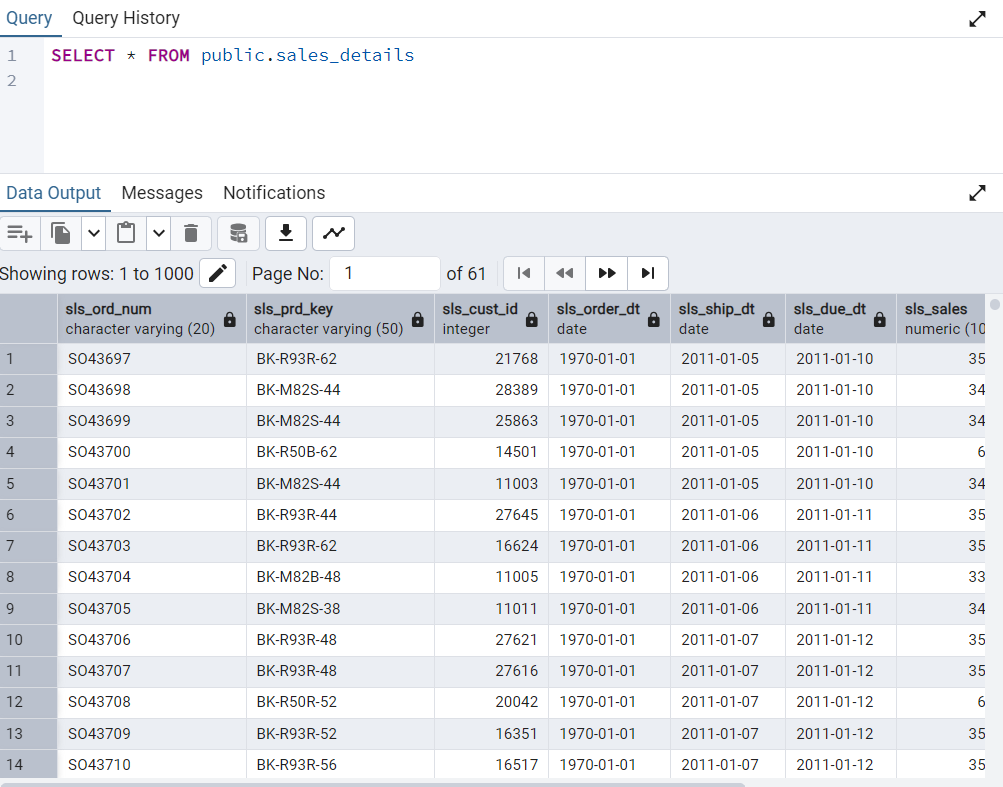 Query Query History
1 SELECT * FROM public.sales_details
2
Data Output Messages Notifications
Showing rows: 1 to 1000 Page No: 1 of 61
sls_ord_num sls_prd_key sls_cust_id sls_order_dt sls_ship_dt sls_due_dt sls_sales
character varying (20) character varying (50) integer date date date numeric (10
1 SO43697 BK-R93R-62 21768 1970-01-01 2011-01-05 2011-01-10 35
2 SO43698 BK-M82S-44 28389 1970-01-01 2011-01-05 2011-01-10 34
3 SO43699 BK-M82S-44 25863 1970-01-01 2011-01-05 2011-01-10 34
4 SO43700 BK-R50B-62 14501 1970-01-01 2011-01-05 2011-01-10 6
5 SO43701 BK-M82S-44 11003 1970-01-01 2011-01-05 2011-01-10 34
6 SO43702 BK-R93R-44 27645 1970-01-01 2011-01-06 2011-01-11 35
7 SO43703 BK-R93R-62 16624 1970-01-01 2011-01-06 2011-01-11 35
8 SO43704 BK-M82B-48 11005 1970-01-01 2011-01-06 2011-01-11 33
9 SO43705 BK-M82S-38 11011 1970-01-01 2011-01-06 2011-01-11 34
10 SO43706 BK-R93R-48 27621 1970-01-01 2011-01-07 2011-01-12 35
11 SO43707 BK-R93R-48 27616 1970-01-01 2011-01-07 2011-01-12 35
12 SO43708 BK-R50R-52 20042 1970-01-01 2011-01-07 2011-01-12 6
13 SO43709 BK-R93R-52 16351 1970-01-01 2011-01-07 2011-01-12 35
14 SO43710 BK-R93R-56 16517 1970-01-01 2011-01-07 2011-01-12 35